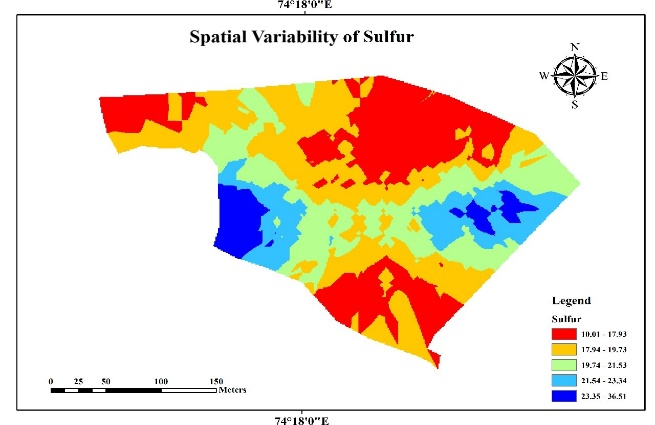 74°18'0"E
Spatial Variability of Sulfur
N
W E
S
Legend
Sulfur
10.01 - 17.93
17.94 - 19.73
19.74 - 21.53
21.54 - 23.34
23.35 - 36.51
0 25 50 100 150
Meters
74°18'0"E